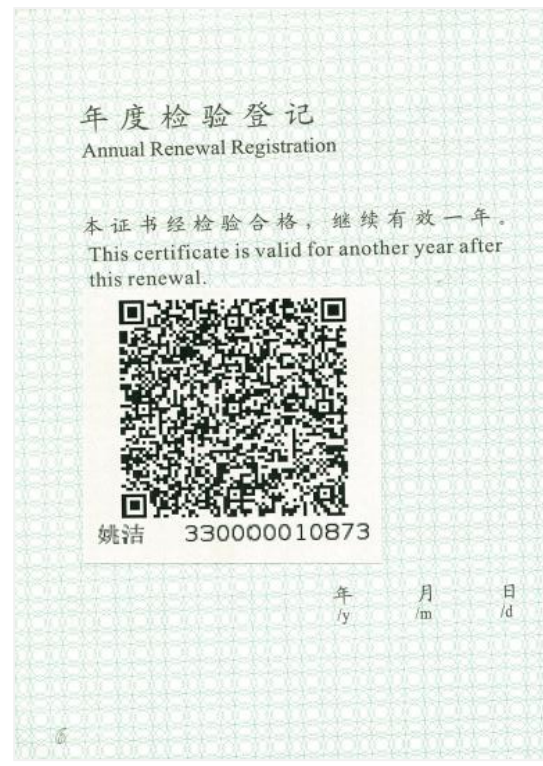 年度检验登记
Annual Renewal Registration
本证书经检验合格，继续有效一年。
This certificate is valid for another year after
this renewal.
姚洁 330000010873
年 月 日
/y /m /d
6